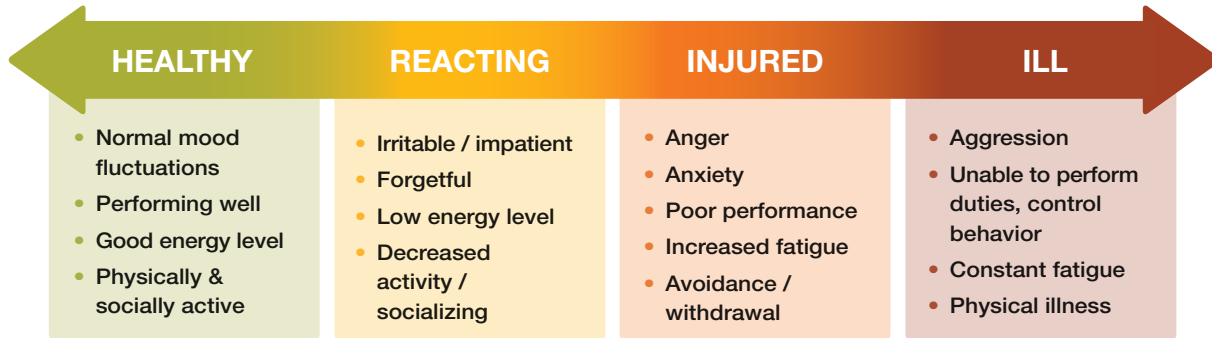 HEALTHY
• Normal mood
fluctuations
• Performing well
• Good energy level
• Physically &
socially active
REACTING
• Irritable / impatient
• Forgetful
• Low energy level
• Decreased
activity /
socializing
INJURED
• Anger
• Anxiety
• Poor performance
• Increased fatigue
• Avoidance /
withdrawal
ILL
• Aggression
• Unable to perform
duties, control
behavior
• Constant fatigue
• Physical illness